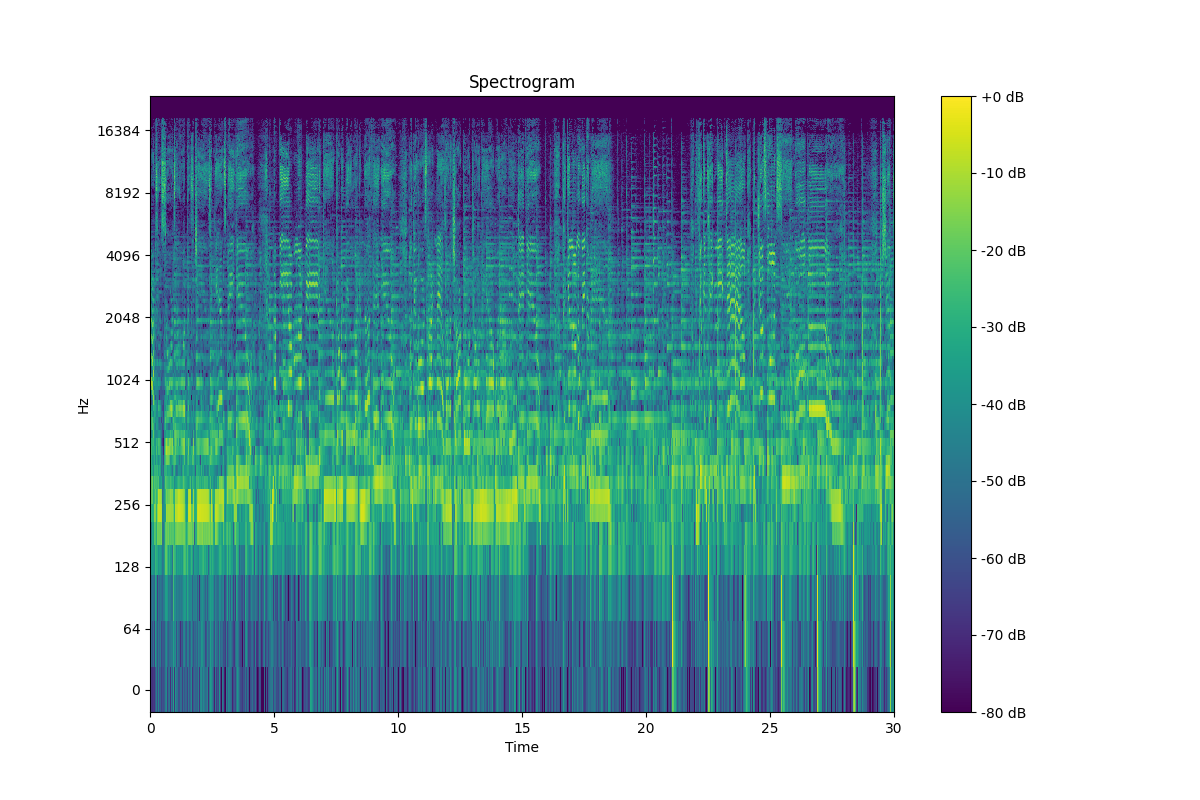 Spectrogram
+0 dB
16384
-10 dB
8192
-20 dB
4096
2048
-30 dB
1024
-40 dB
Hz
512
-50 dB
256
-60 dB
128
64
-70 dB
0
-80 dB
0 5 10 15 20 25 30
Time